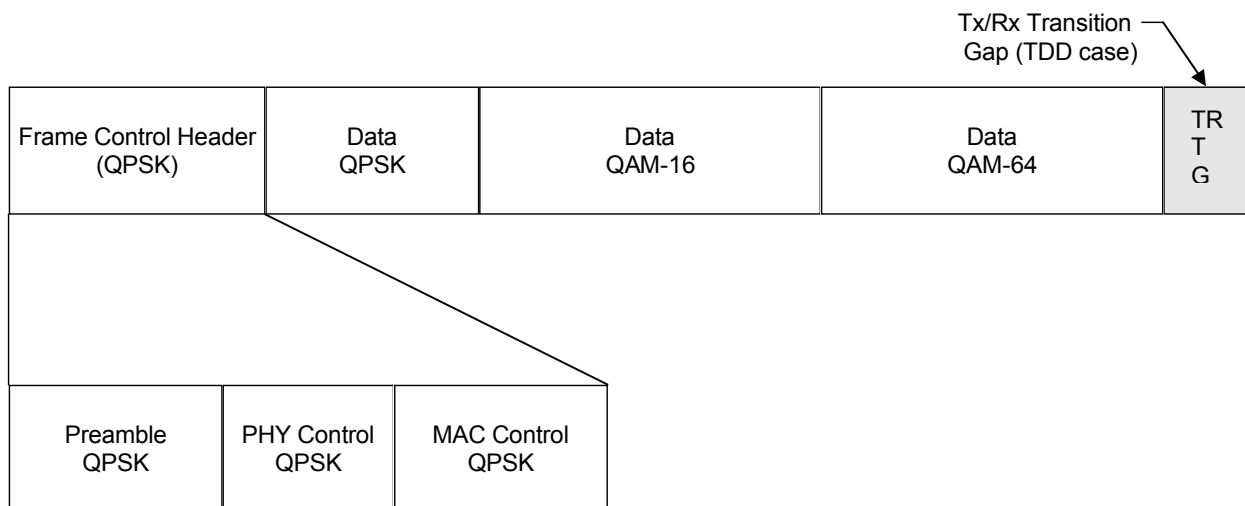 Tx/Rx Transition
Gap (TDD case)
Frame Control Header
(QPSK)
Data
QPSK
Data
QAM-16
Data
QAM-64
TR
T
G
Preamble
QPSK
PHY Control
QPSK
MAC Control
QPSK